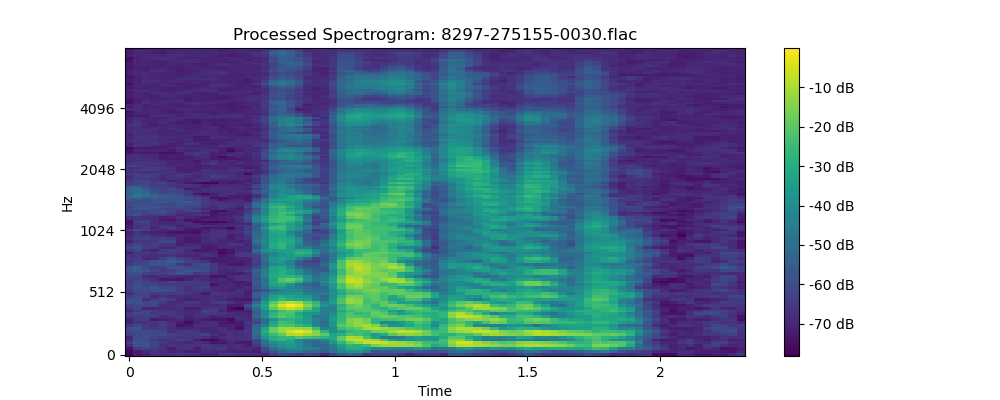 Processed Spectrogram: 8297-275155-0030.flac
Hz
4096
2048
1024
512
0
0
0.5
1
1.5
2
Time
-10 dB
-20 dB
-30 dB
-40 dB
-50 dB
-60 dB
-70 dB